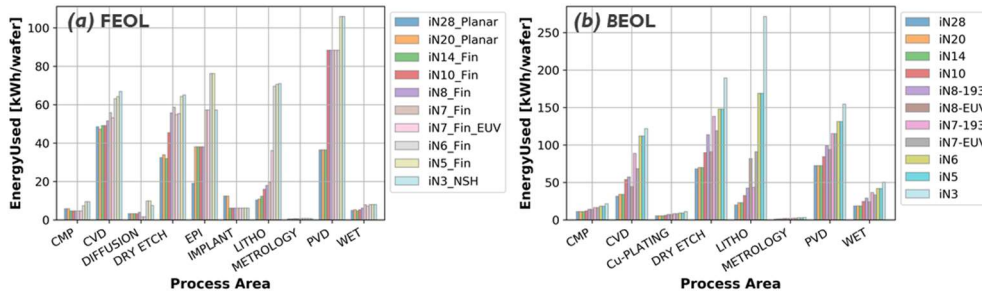 (a) FEOL
EnergyUsed [kWh/wafer]
100
80
60
40
20
0
CMP
CVD
DIFFUSION
DRY ETCH
EPI
IMPLANT
LITHO
METROLOGY
PVD
WET
Process Area
iN28_Planar
iN20_Planar
iN14_Fin
iN10_Fin
iN8_Fin
iN7_Fin
iN7_Fin_EUV
iN6_Fin
iN5_Fin
iN3_NSH
(b) BEOL
EnergyUsed [kWh/wafer]
250
200
150
100
50
0
CMP
CVD
Cu-PLATING
DRY ETCH
LITHO
METROLOGY
PVD
WET
Process Area
iN28
iN20
iN14
iN10
iN8-193
iN8-EUV
iN7-193
iN7-EUV
iN6
iN5
iN3